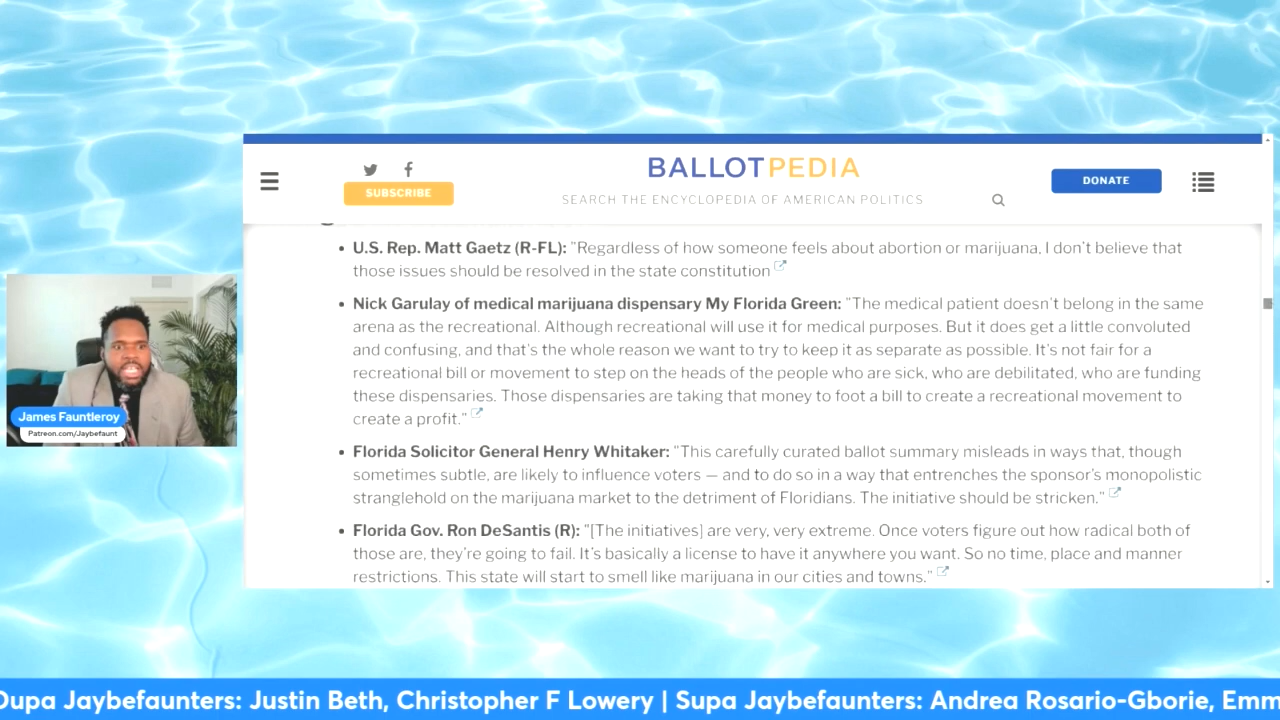 BALLOTPEDIA
SUBSCRIBE
SEARCH THE ENCYCLOPEDIA OF AMERICAN POLITICS
DONATE
• U.S. Rep. Matt Gaetz (R-FL): "Regardless of how someone feels about abortion or marijuana, I don't believe that
those issues should be resolved in the state constitution
• Nick Garulay of medical marijuana dispensary My Florida Green: "The medical patient doesn't belong in the same
arena as the recreational. Although recreational will use it for medical purposes. But it does get a little convoluted
and confusing, and that's the whole reason we want to try to keep it as separate as possible. It's not fair for a
recreational bill or movement to step on the heads of the people who are sick, who are debilitated, who are funding
these dispensaries. Those dispensaries are taking that money to foot a bill to create a recreational movement to
create a profit."
• Florida Solicitor General Henry Whitaker: "This carefully curated ballot summary misleads in ways that, though
sometimes subtle, are likely to influence voters — and to do so in a way that entrenches the sponsor's monopolistic
stranglehold on the marijuana market to the detriment of Floridians. The initiative should be stricken."
• Florida Gov. Ron DeSantis (R): "[The initiatives] are very, very extreme. Once voters figure out how radical both of
those are, they're going to fail. It's basically a license to have it anywhere you want. So no time, place and manner
restrictions. This state will start to smell like marijuana in our cities and towns."
James Fauntleroy
Patreon.com/Jaybefaunt
Dupa Jaybefaunters: Justin Beth, Christopher F Lowery | Supa Jaybefaunters: Andrea Rosario-Gborie, Emm